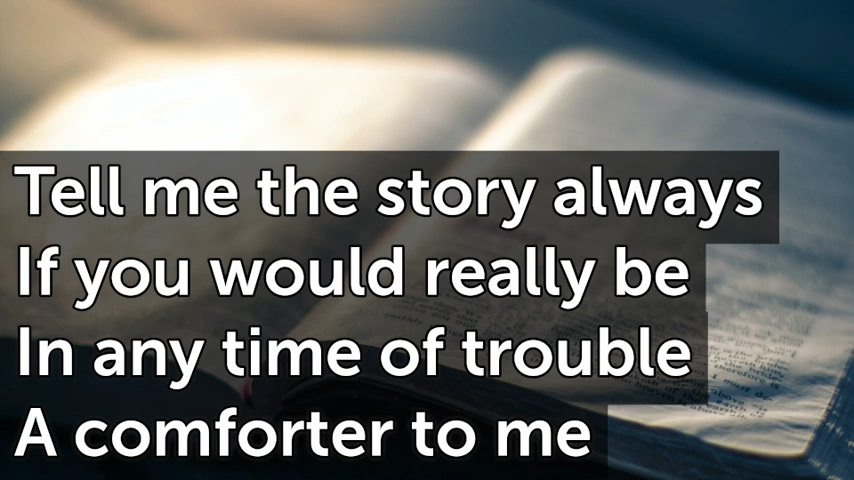 Tell me the story always
If you would really be
In any time of trouble
A comforter to me